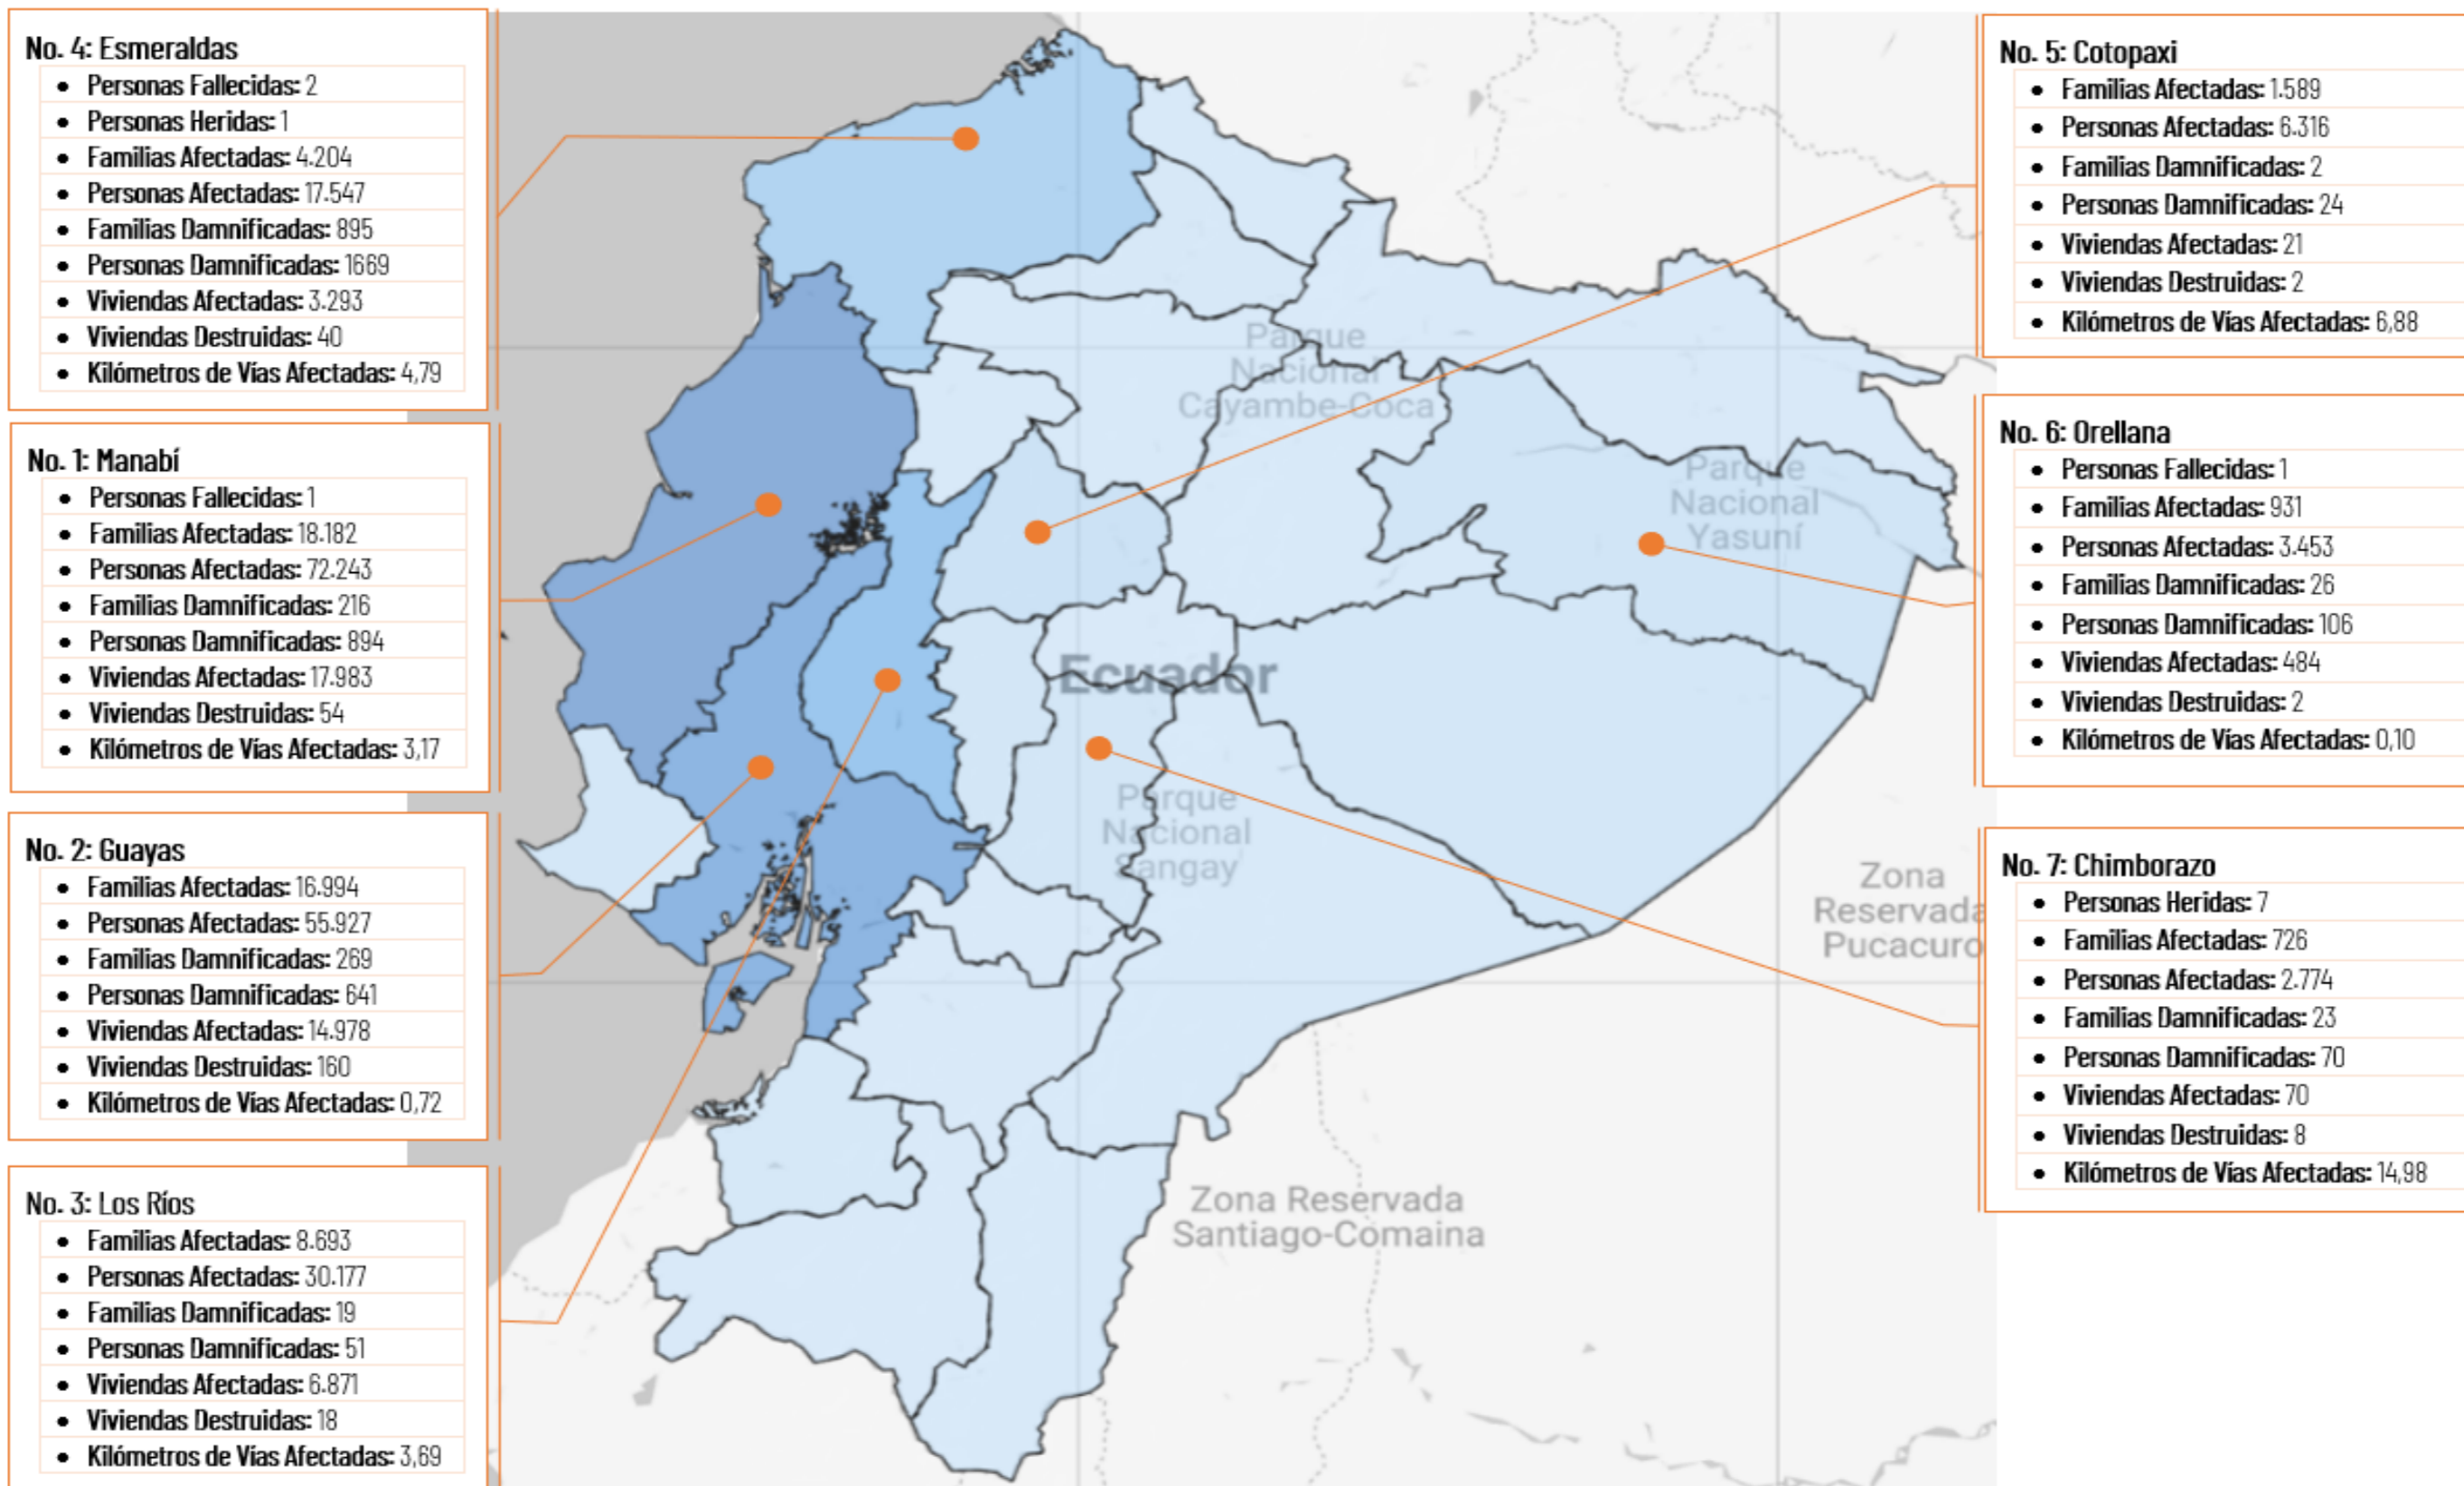 No. 4: Esmeraldas
• Personas Fallecidas: 2
• Personas Heridas: 1
• Familias Afectadas: 4.204
• Personas Afectadas: 17.547
• Familias Damnificadas: 895
• Personas Damnificadas: 1669
• Viviendas Afectadas: 3.293
• Viviendas Destruidas: 40
• Kilómetros de Vías Afectadas: 4,79
No. 1: Manabí
• Personas Fallecidas: 1
• Familias Afectadas: 18.182
• Personas Afectadas: 72.243
• Familias Damnificadas: 216
• Personas Damnificadas: 894
• Viviendas Afectadas: 17.983
• Viviendas Destruidas: 54
• Kilómetros de Vías Afectadas: 3,17
No. 2: Guayas
• Familias Afectadas: 16.994
• Personas Afectadas: 55.927
• Familias Damnificadas: 269
• Personas Damnificadas: 641
• Viviendas Afectadas: 14.978
• Viviendas Destruidas: 160
• Kilómetros de Vías Afectadas: 0,72
No. 3: Los Ríos
• Familias Afectadas: 8.693
• Personas Afectadas: 30.177
• Familias Damnificadas: 19
• Personas Damnificadas: 51
• Viviendas Afectadas: 6.871
• Viviendas Destruidas: 18
• Kilómetros de Vías Afectadas: 3,69
Parque
Nacional
Cayambe-Coca
Parque
Nacional
Yasuní
Ecuador
Parque
Nacional
Sangay
Zona
Reservada
Pucacuro
Zona Reservada
Santiago-Comaina
No. 5: Cotopaxi
• Familias Afectadas: 1.589
• Personas Afectadas: 6.316
• Familias Damnificadas: 2
• Personas Damnificadas: 24
• Viviendas Afectadas: 21
• Viviendas Destruidas: 2
• Kilómetros de Vías Afectadas: 6,88
No. 6: Orellana
• Personas Fallecidas: 1
• Familias Afectadas: 931
• Personas Afectadas: 3.453
• Familias Damnificadas: 26
• Personas Damnificadas: 106
• Viviendas Afectadas: 484
• Viviendas Destruidas: 2
• Kilómetros de Vías Afectadas: 0,10
No. 7: Chimborazo
• Personas Heridas: 7
• Familias Afectadas: 726
• Personas Afectadas: 2.774
• Familias Damnificadas: 23
• Personas Damnificadas: 70
• Viviendas Afectadas: 70
• Viviendas Destruidas: 8
• Kilómetros de Vías Afectadas: 14,98